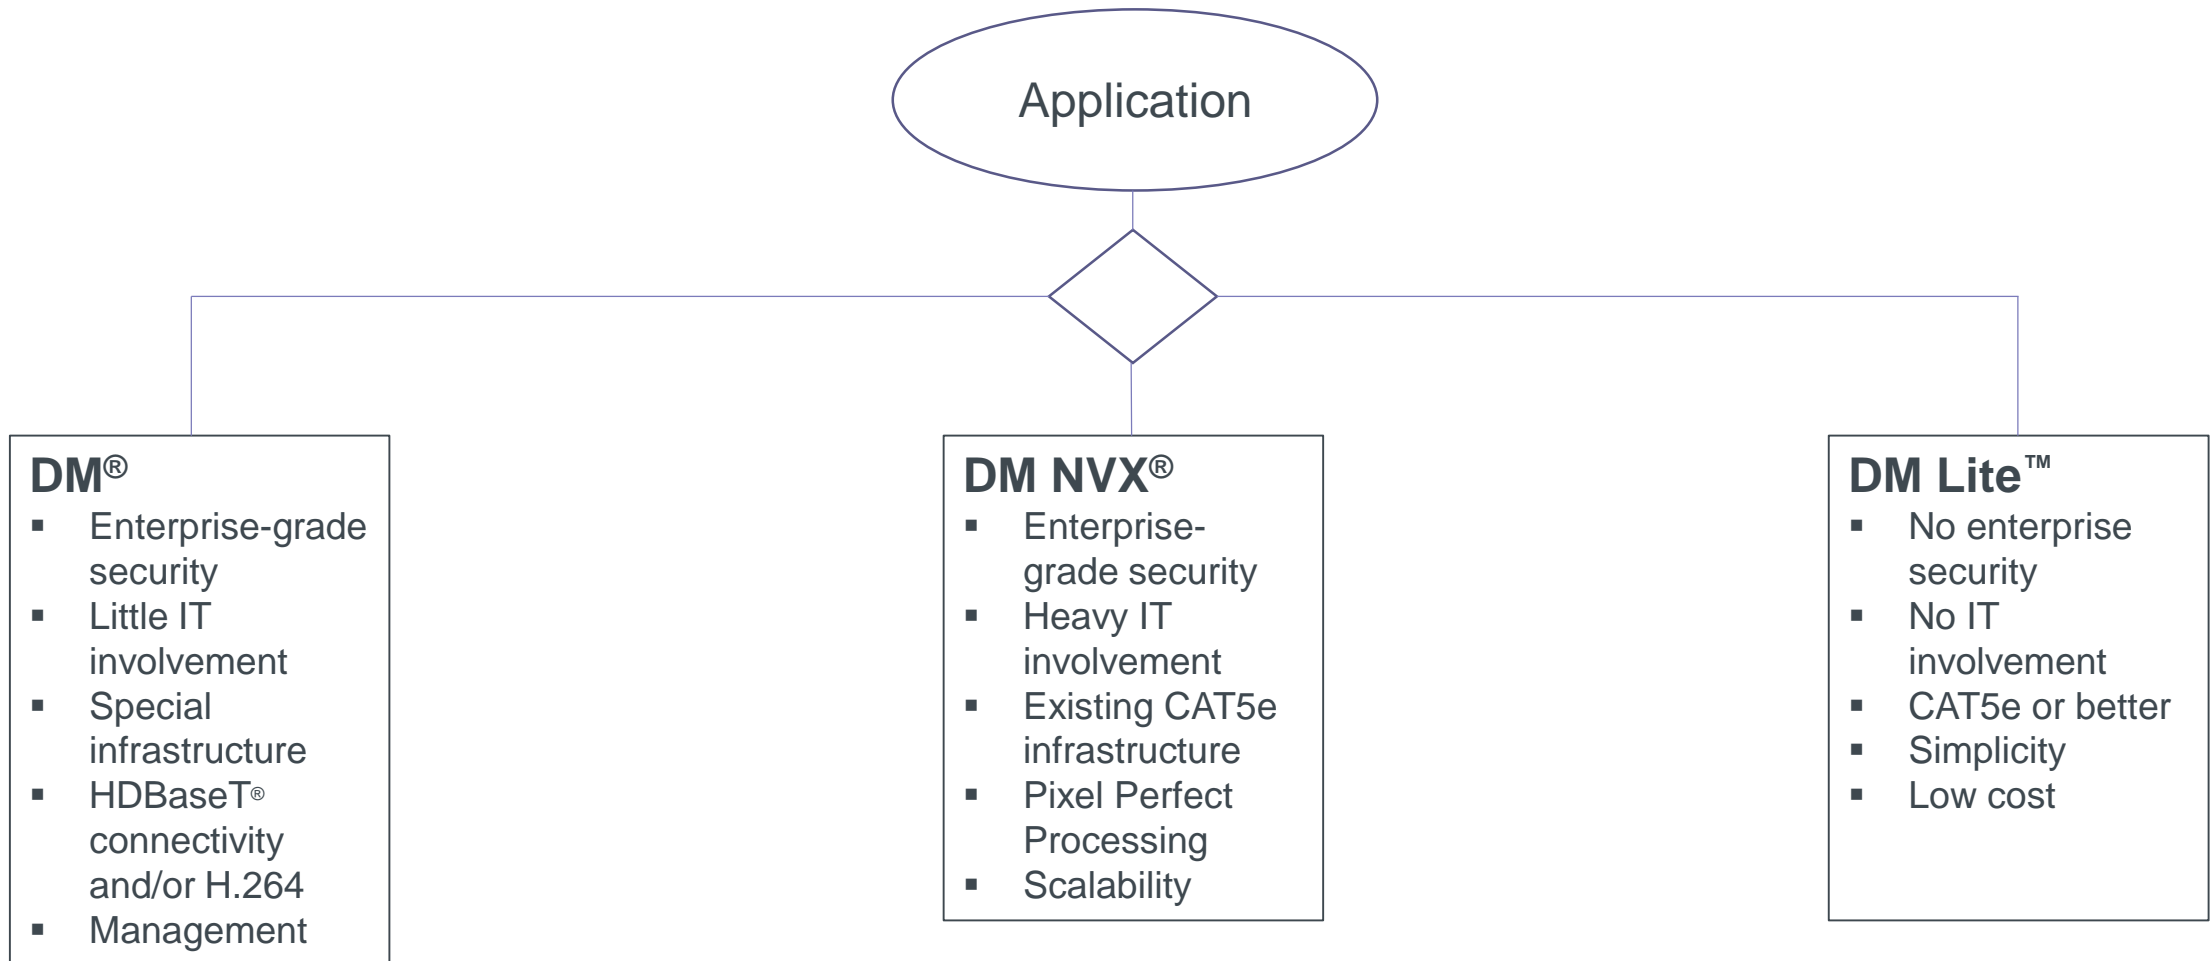 Application
DM®
▪ Enterprise-grade
security
▪ Little IT
involvement
▪ Special
infrastructure
▪ HDBaseT®
connectivity
and/or H.264
▪ Management
DM NVX®
▪ Enterprise-
grade security
▪ Heavy IT
involvement
▪ Existing CAT5e
infrastructure
▪ Pixel Perfect
Processing
▪ Scalability
DM Lite™
▪ No enterprise
security
▪ No IT
involvement
▪ CAT5e or better
▪ Simplicity
▪ Low cost